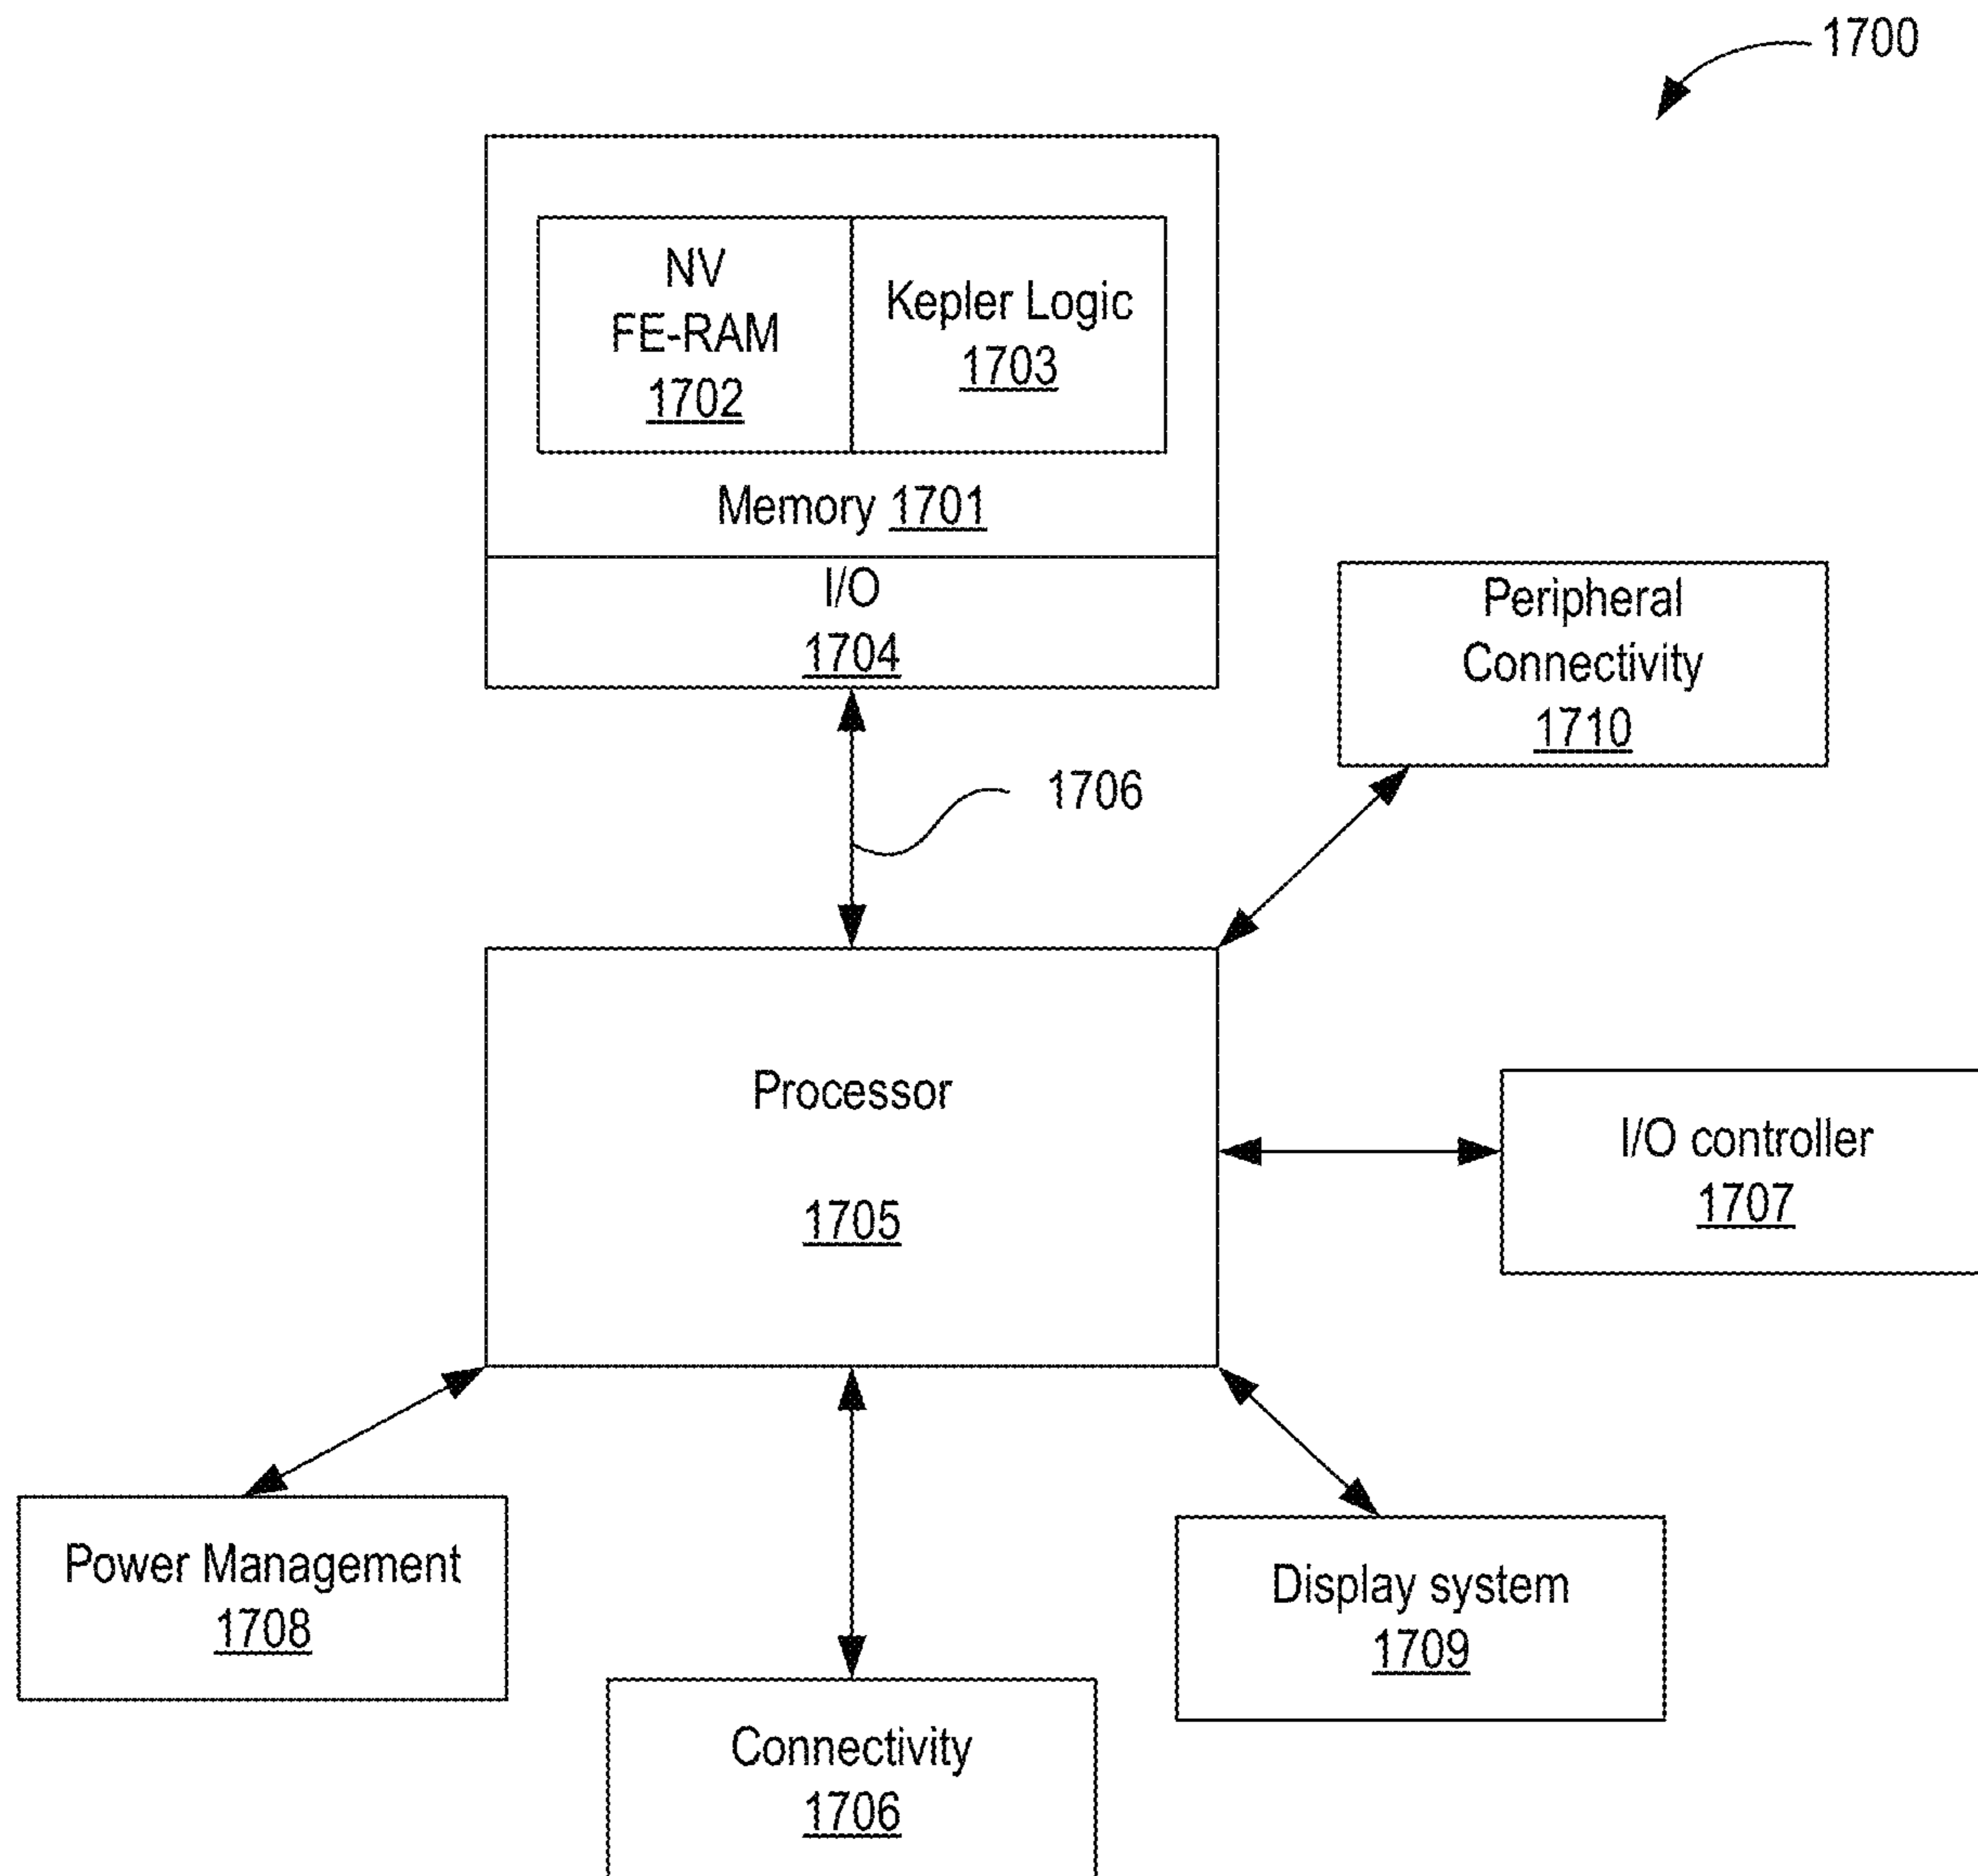 1700
NV
FE-RAM
1702
Kepler Logic
1703
Memory 1701
I/O
1704
Peripheral
Connectivity
1710
1706
Processor
1705
I/O controller
1707
Power Management
1708
Display system
1709
Connectivity
1706